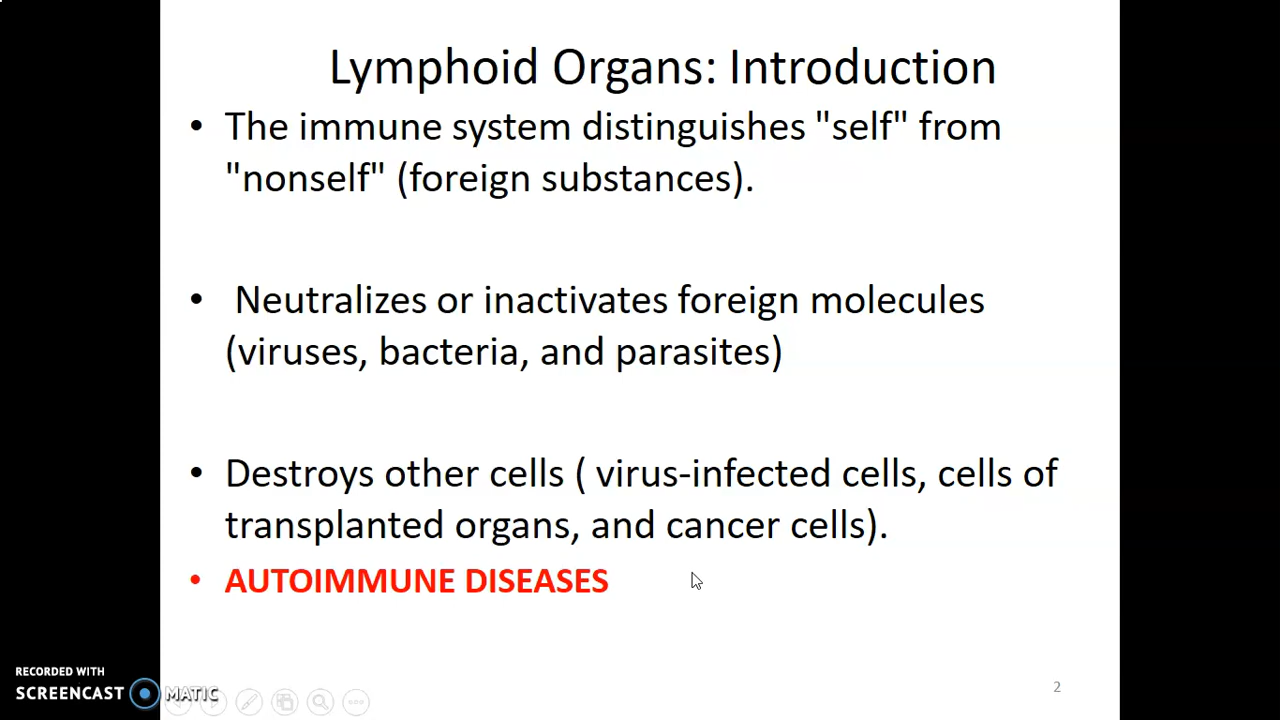 Lymphoid Organs: Introduction
• The immune system distinguishes "self" from
"nonself" (foreign substances).
• Neutralizes or inactivates foreign molecules
(viruses, bacteria, and parasites)
• Destroys other cells ( virus-infected cells, cells of
transplanted organs, and cancer cells).
• AUTOIMMUNE DISEASES
RECORDED WITH
SCREENCAST MATIC
2